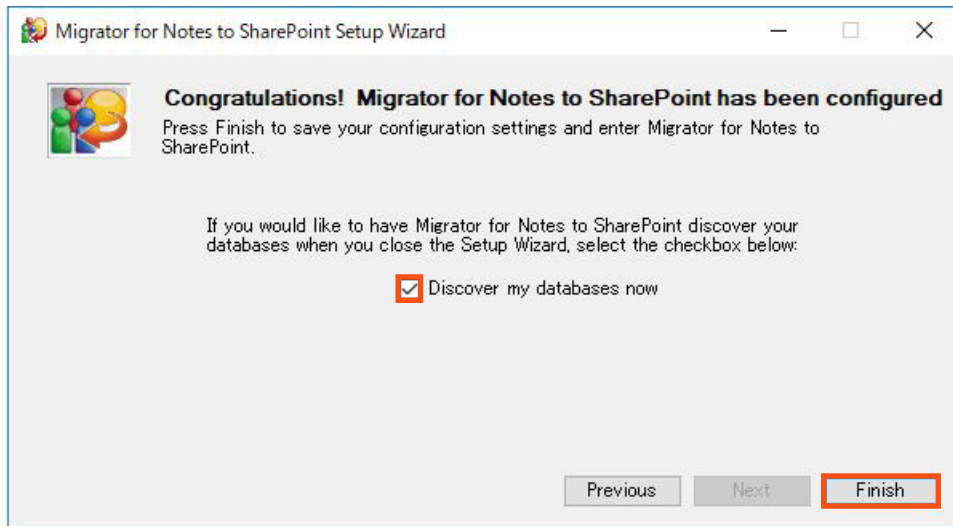 Migrator for Notes to SharePoint Setup Wizard
Congratulations! Migrator for Notes to SharePoint has been configured
Press Finish to save your configuration settings and enter Migrator for Notes to
SharePoint.
If you would like to have Migrator for Notes to SharePoint discover your
databases when you close the Setup Wizard, select the checkbox below:
Discover my databases now
Previous Next Finish